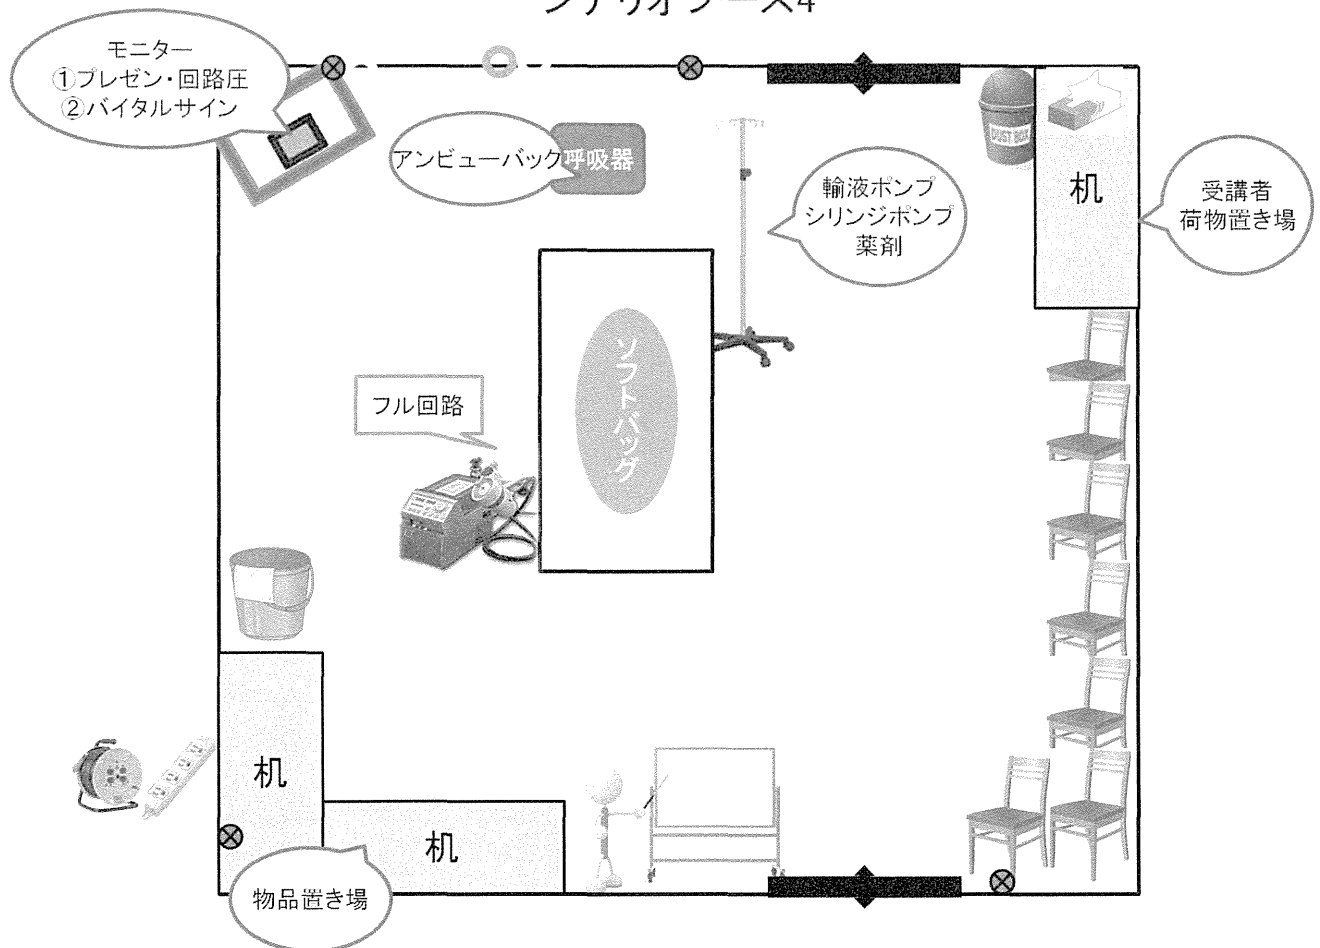 シナリオブース4
モニター
①プレゼン・回路圧
②バイタルサイン
アンビューバック
呼吸器
輸液ポンプ
シリンジポンプ
薬剤
DUST BOX
机
受講者
荷物置き場
ソフトバッグ
フル回路
机
机
物品置き場